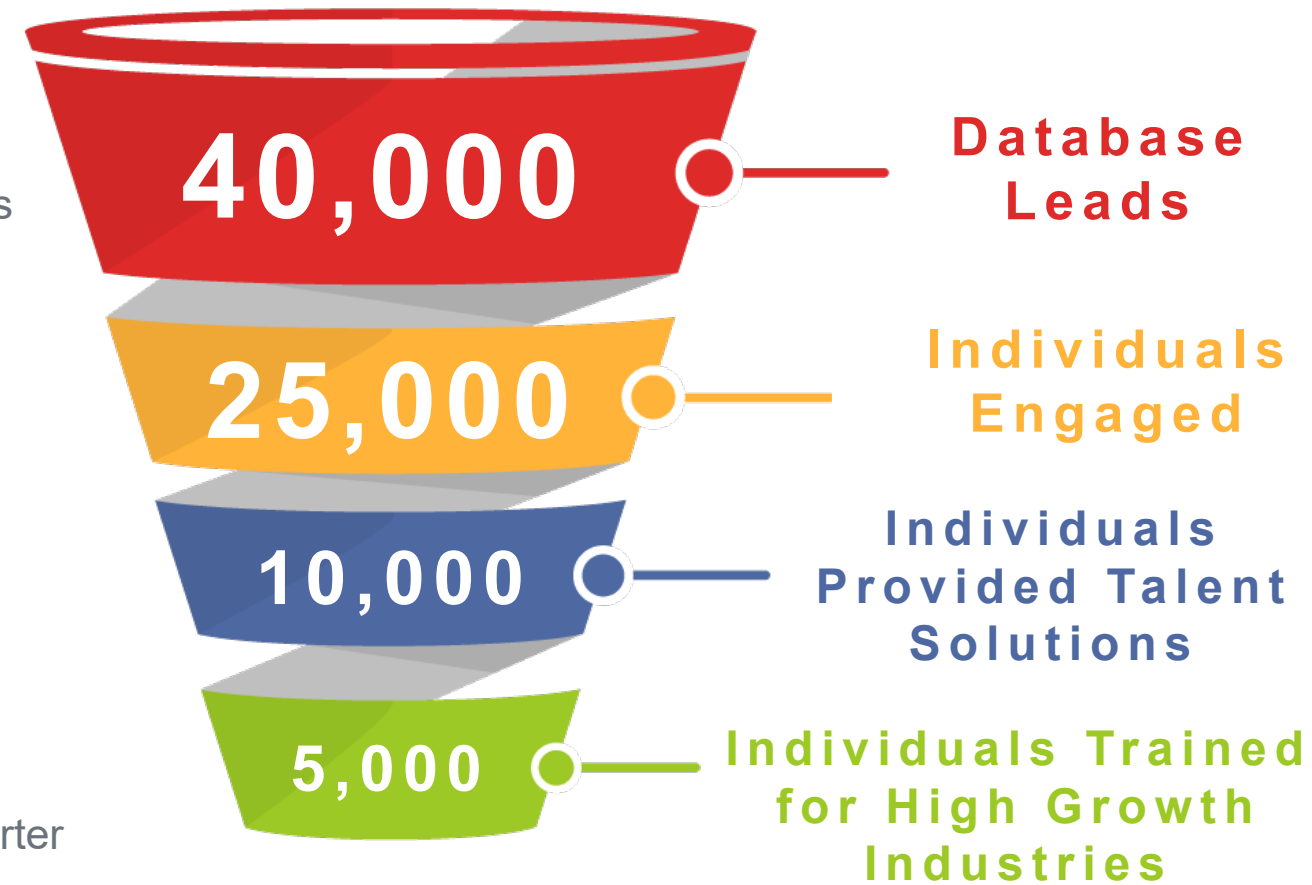 40,000
Database
Leads
s
25,000
Individuals
Engaged
10,000
Individuals
Provided Talent
Solutions
5,000
Individuals Trained
for High Growth
Industries
rter